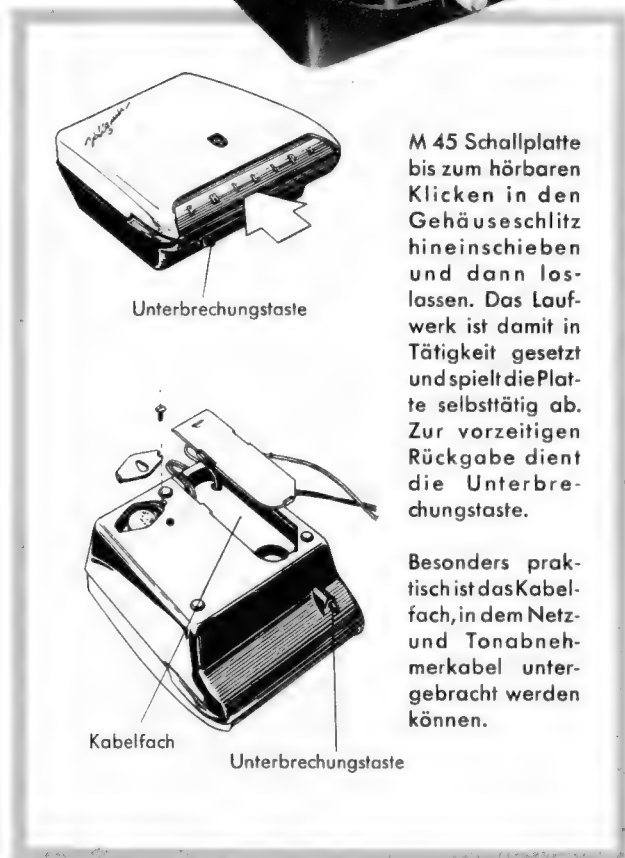 Unterbrechungstaste
M 45 Schallplatte
bis zum hörbaren
Klicken in den
Gehäuseschlitz
hineinschieben
und dann los-
lassen. Das Lauf-
werk ist damit in
Tätigkeit gesetzt
und spielt die Plat-
te selbsttätig ab.
Zur vorzeitigen
Rückgabe dient
die Unterbre-
chungstaste.
Besonders prak-
tisch ist das Kabel-
fach, in dem Netz-
und Tonabneh-
merkabel unter-
gebracht werden
können.
Kabelfach
Unterbrechungstaste